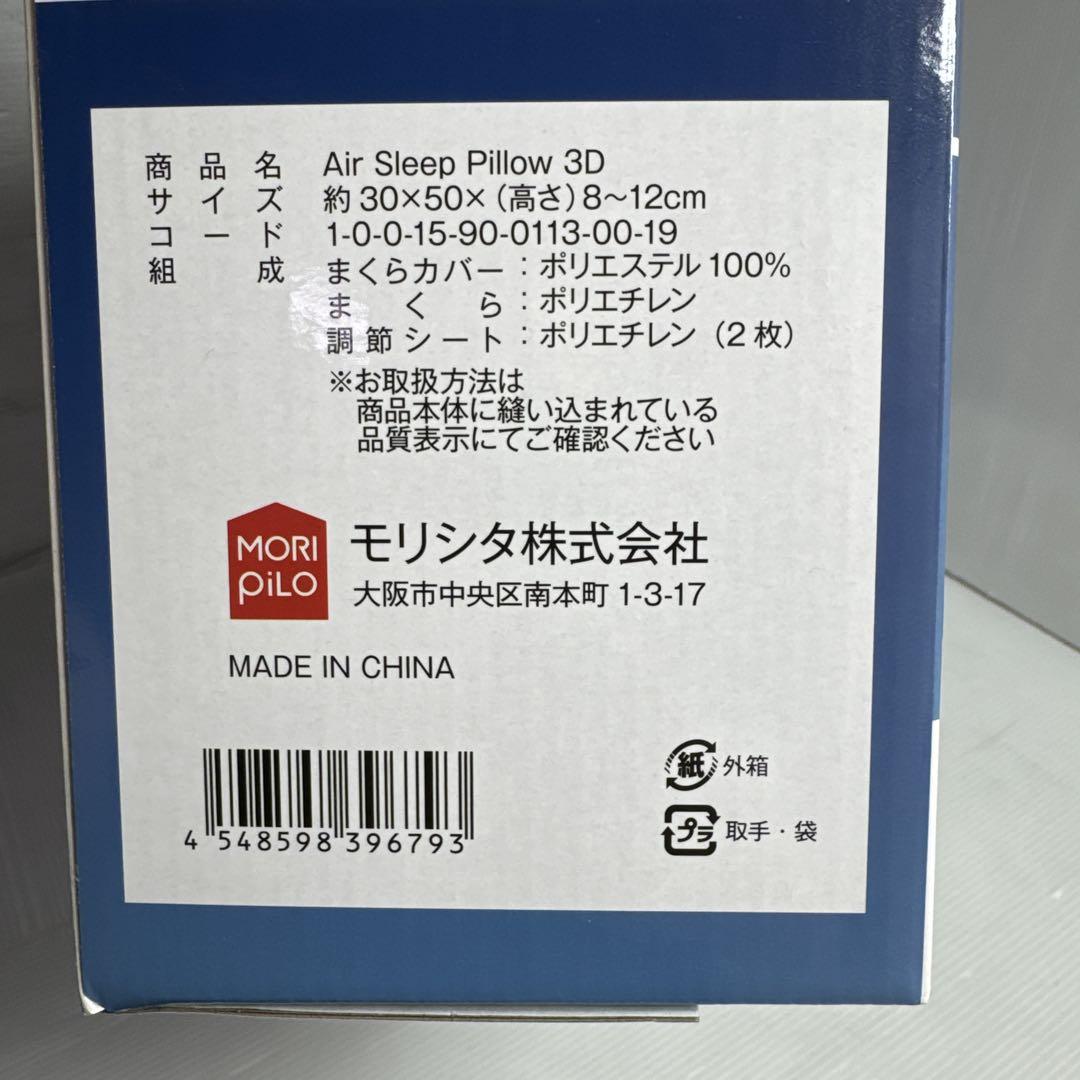 商品名 Air Sleep Pillow 3D
サイズ 約30×50×(高さ)8〜12cm
コード 1-0-0-15-90-0113-00-19
組成 まくらカバー：ポリエステル100%
まくら：ポリエチレン
調節シート：ポリエチレン（2枚）
※お取扱方法は
商品本体に縫い込まれている
品質表示にてご確認ください
MORI
PiLO
モリシタ株式会社
大阪市中央区南本町1-3-17
MADE IN CHINA
4 548598 396793
紙 外箱
プラ 取手・袋